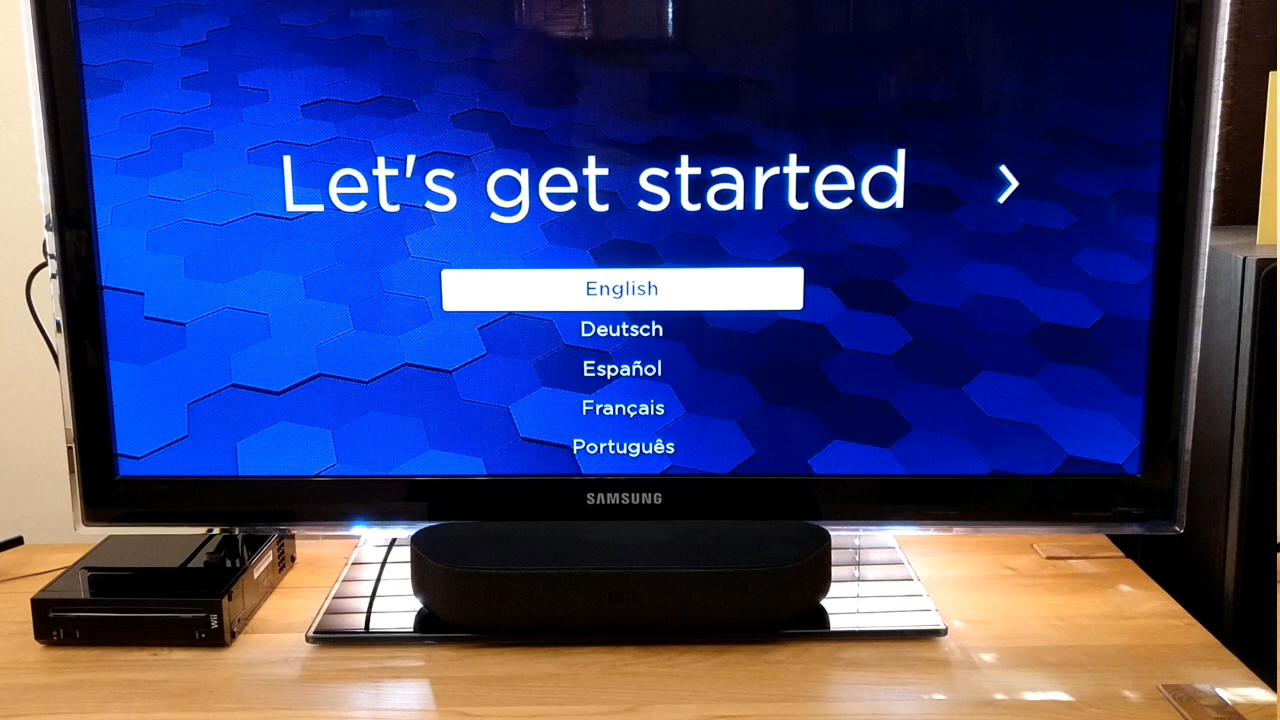 Let's get started
English
Deutsch
Español
Français
Português
SAMSUNG
Wii